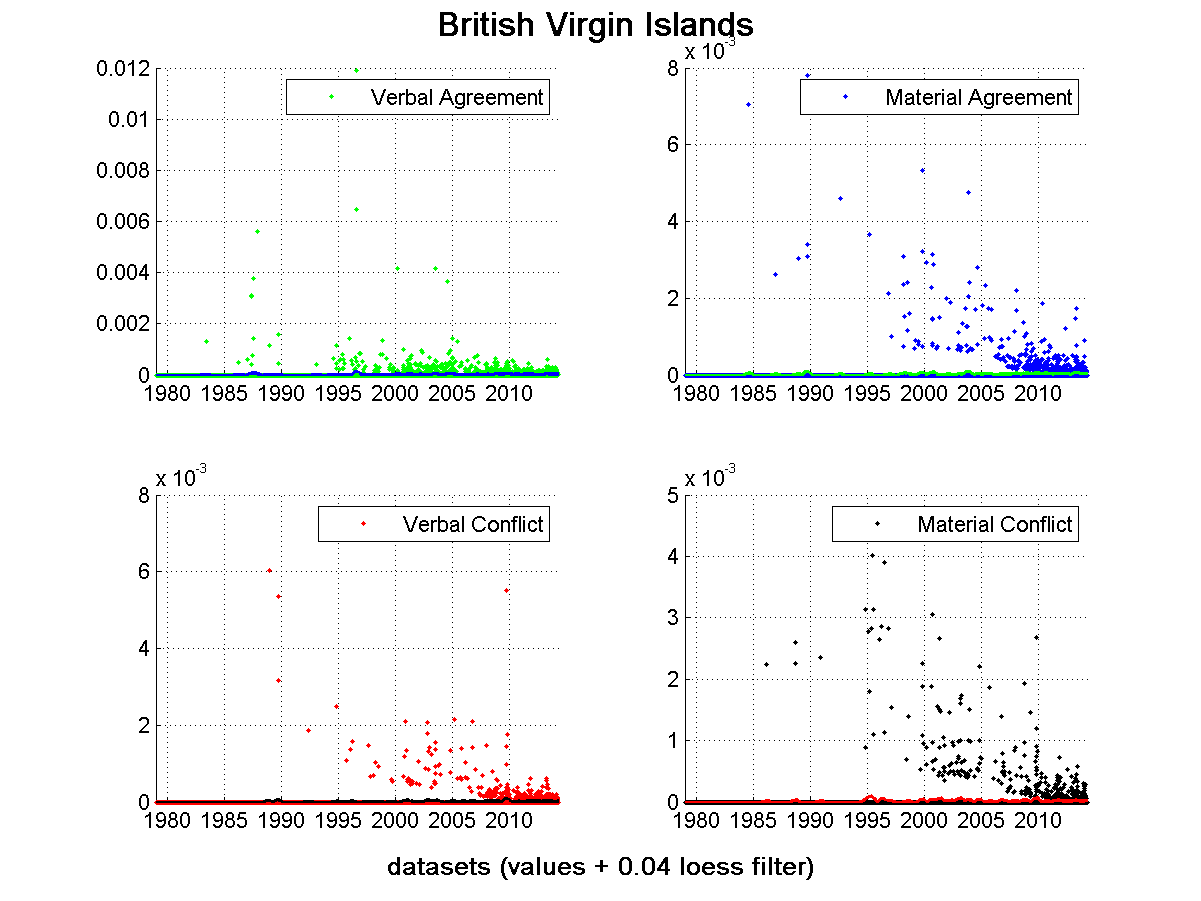 British Virgin Islands
0.012
0.01
0.008
0.006
0.004
0.002
0
1980 1985 1990 1995 2000 2005 2010
Verbal Agreement
x 10-3
8
6
4
2
0
1980 1985 1990 1995 2000 2005 2010
Material Agreement
x 10-3
8
6
4
2
0
1980 1985 1990 1995 2000 2005 2010
Verbal Conflict
x 10-3
5
4
3
2
1
0
1980 1985 1990 1995 2000 2005 2010
Material Conflict
datasets (values + 0.04 loess filter)